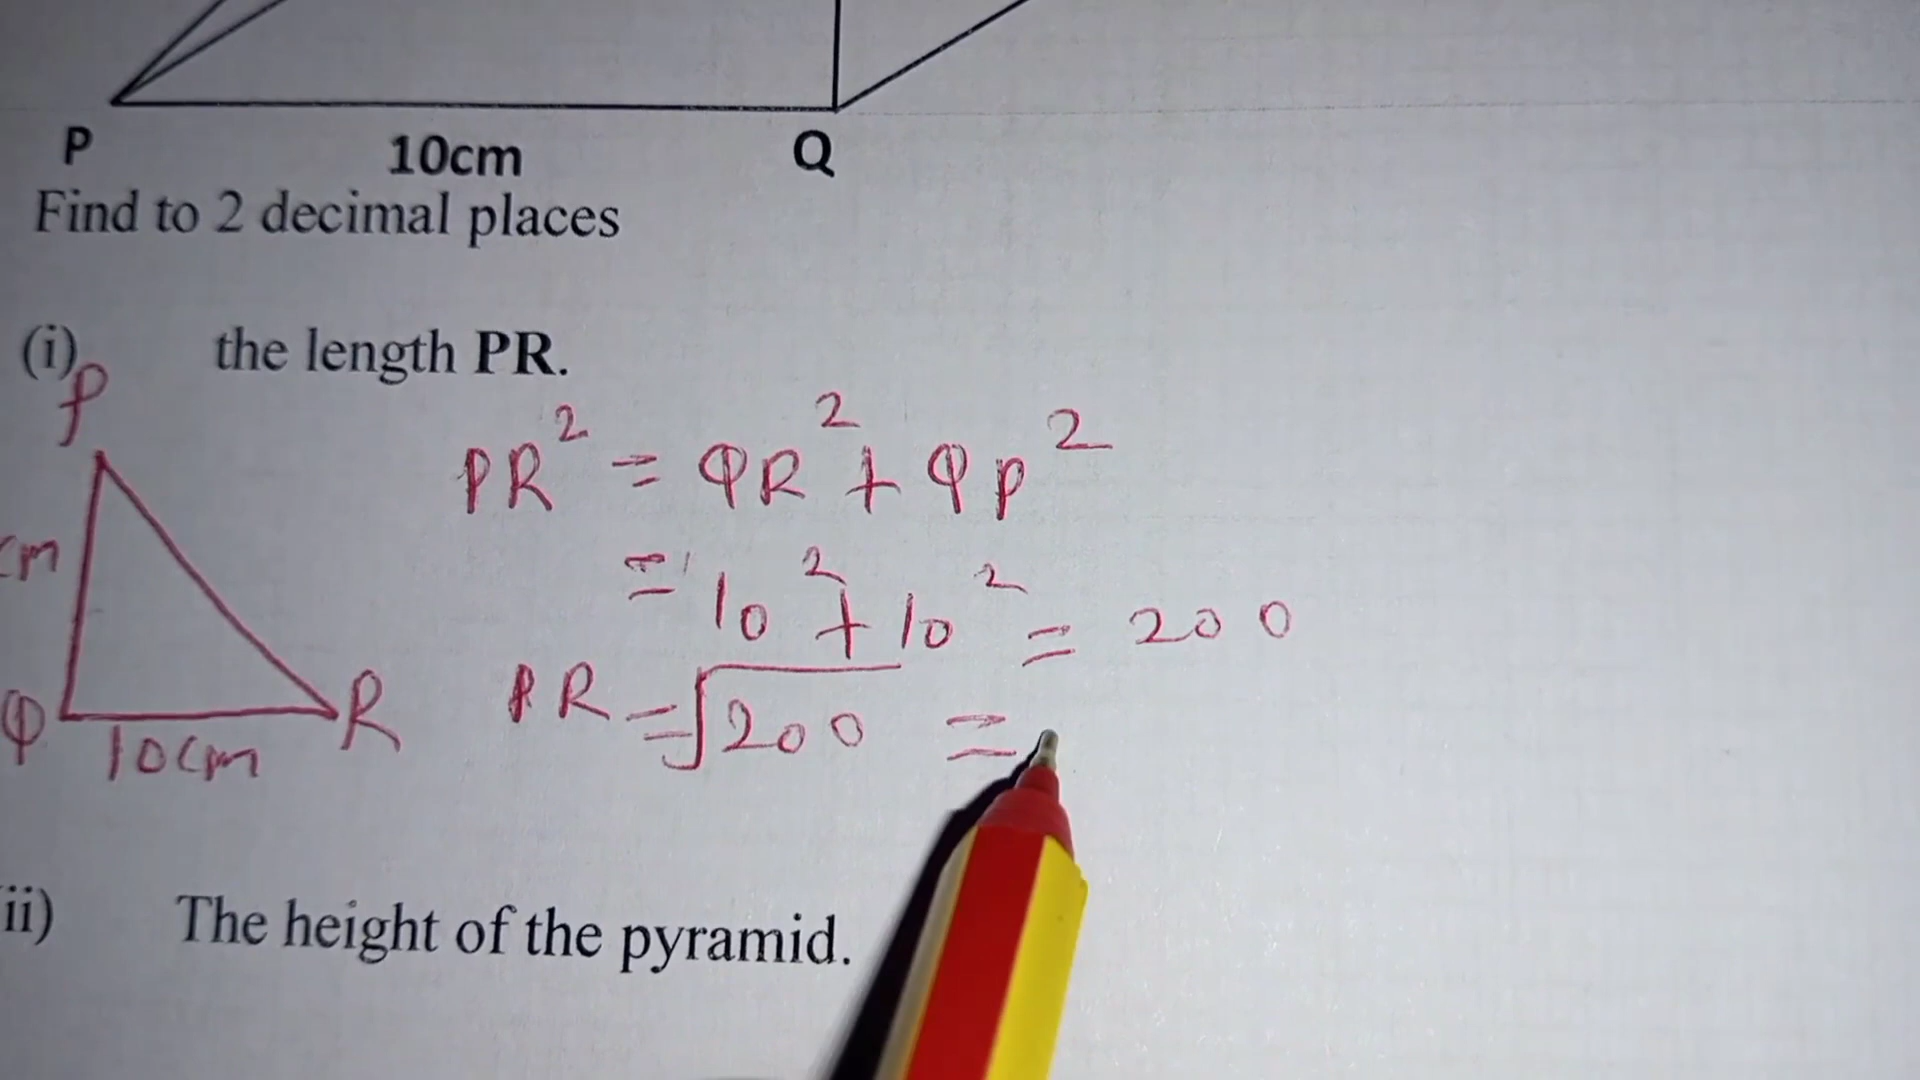 P 10cm Q
Find to 2 decimal places
(i) the length PR.
P
PR² = QR² + QP²
cm
= 10² + 10² = 200
Q 10cm R
PR = √200 =
ii) The height of the pyramid.